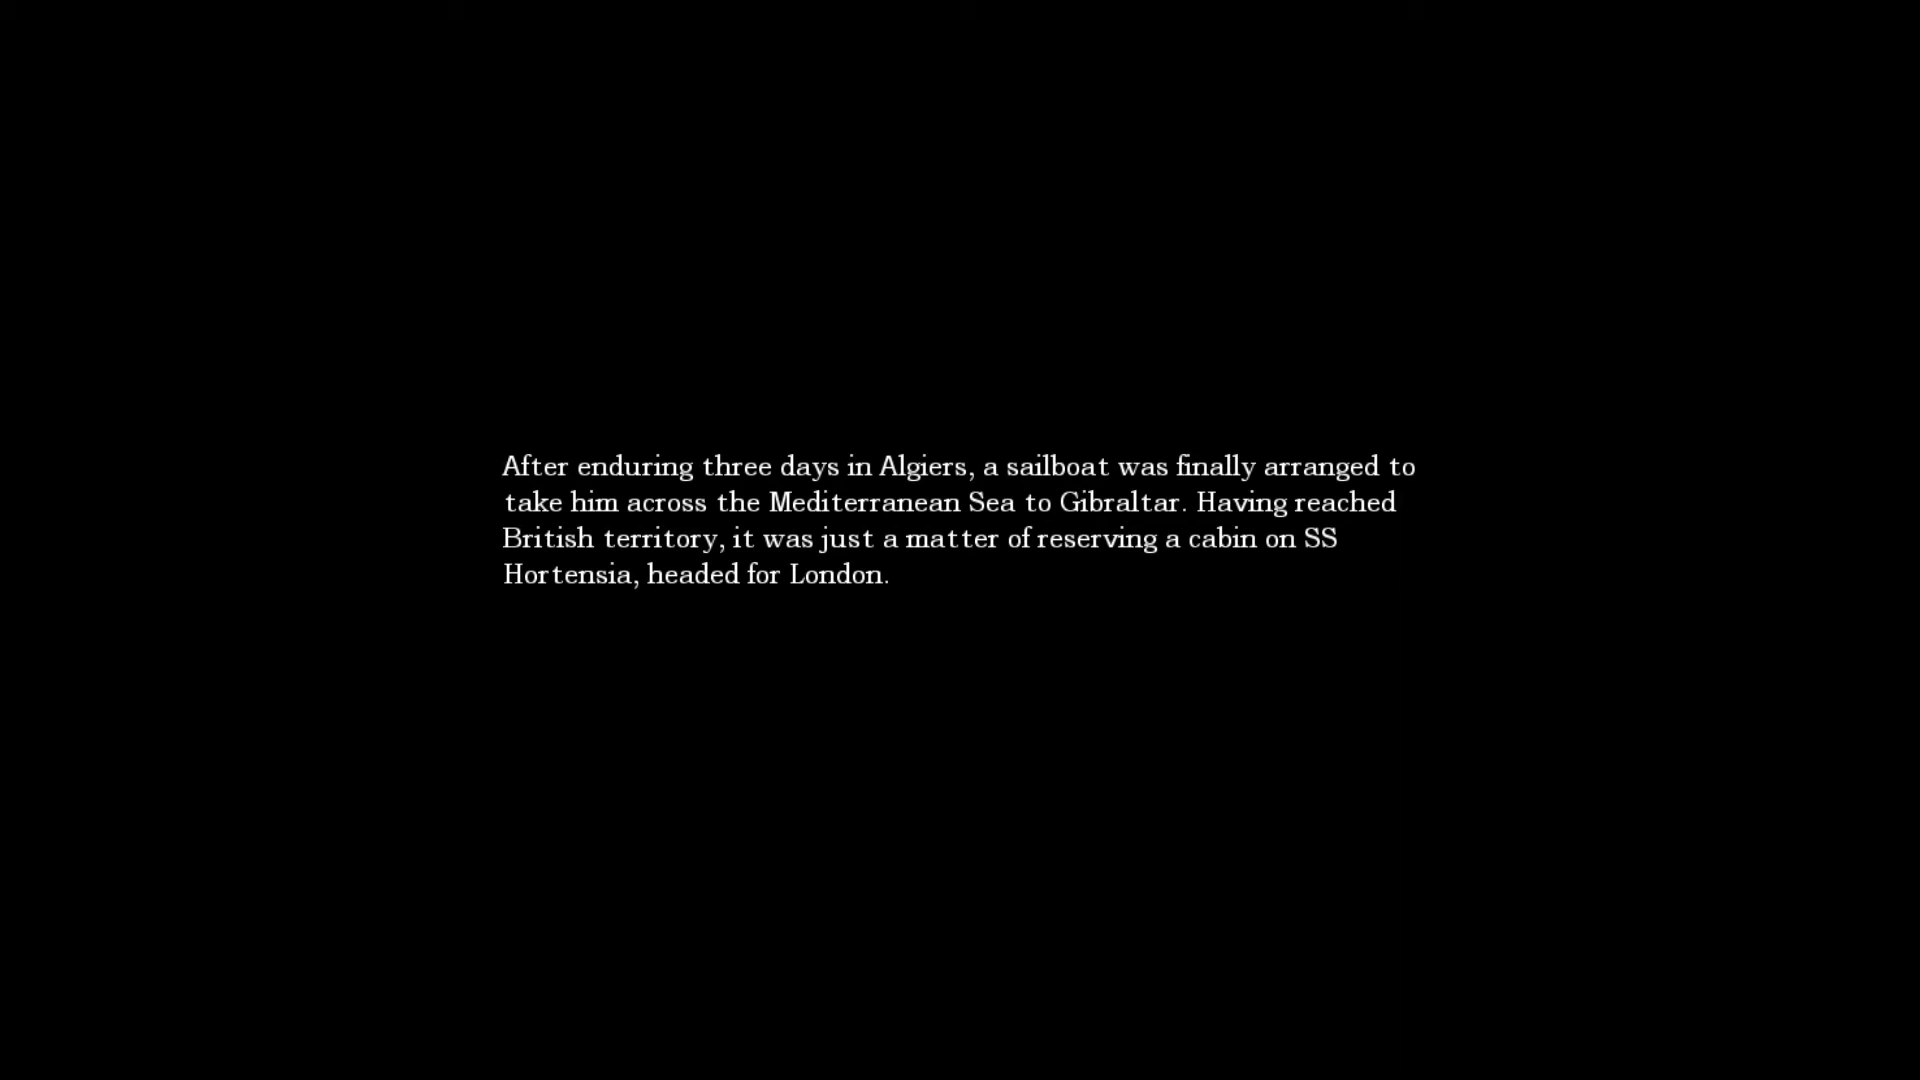 After enduring three days in Algiers, a sailboat was finally arranged to
take him across the Mediterranean Sea to Gibraltar. Having reached
British territory, it was just a matter of reserving a cabin on SS
Hortensia, headed for London.